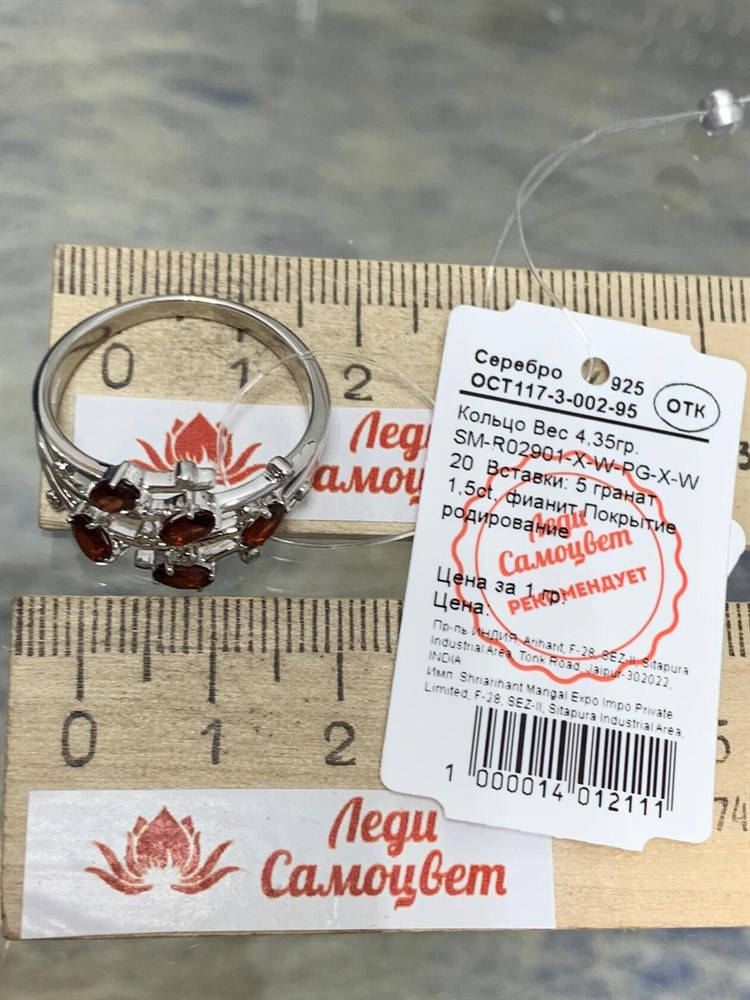 0 1 2
Леди
Самоцвет
Серебро 925
ОСТ117-3-002-95
ОТК
Кольцо Вес 4,35гр.
SM-R02901-X-W-PG-X-W
20 Вставки: 5 гранат
1,5ct, фианит Покрытие
родирование
Леди
Самоцвет
РЕКОМЕНДУЕТ
Цена за 1 гр.
Цена:
Пр-ль ИНДИЯ, Arihant, F-28, SEZ-II, Sitapura
Industrial Area, Tonk Road, Jaipur-302022,
INDIA
Имп. Shriarihant Mangal Expo Impo Private
Limited, F-28, SEZ-II, Sitapura Industrial Area,
1 000014 012111
0 1 2 5
Леди
Самоцвет